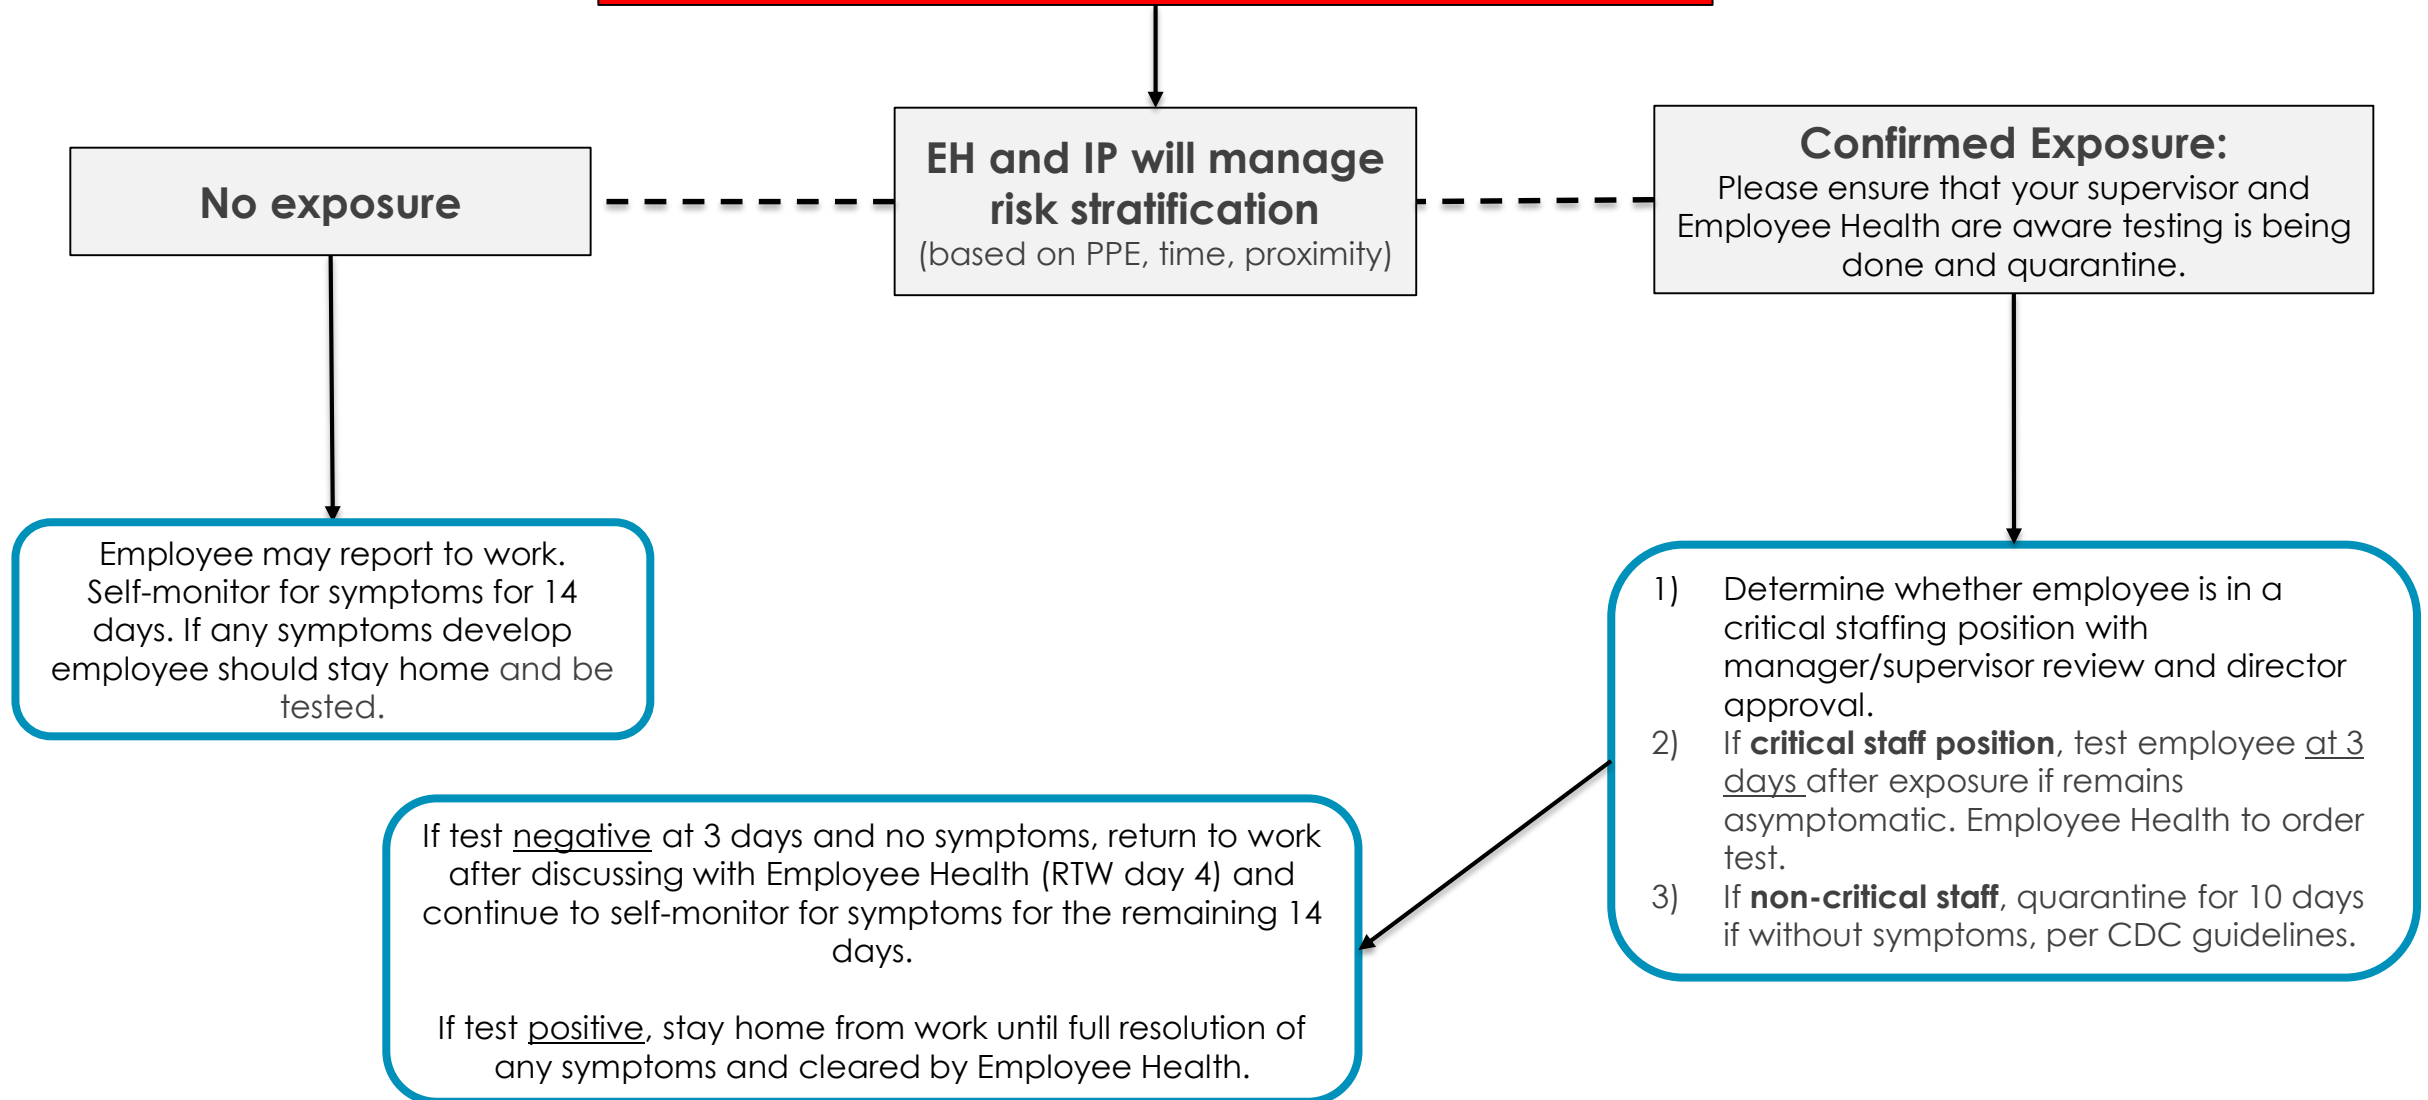 No exposure
EH and IP will manage
risk stratification
(based on PPE, time, proximity)
Confirmed Exposure:
Please ensure that your supervisor and
Employee Health are aware testing is being
done and quarantine.
Employee may report to work.
Self-monitor for symptoms for 14
days. If any symptoms develop
employee should stay home and be
tested.
1) Determine whether employee is in a
critical staffing position with
manager/supervisor review and director
approval.
2) If critical staff position, test employee at 3
days after exposure if remains
asymptomatic. Employee Health to order
test.
3) If non-critical staff, quarantine for 10 days
if without symptoms, per CDC guidelines.
If test negative at 3 days and no symptoms, return to work
after discussing with Employee Health (RTW day 4) and
continue to self-monitor for symptoms for the remaining 14
days.
If test positive, stay home from work until full resolution of
any symptoms and cleared by Employee Health.